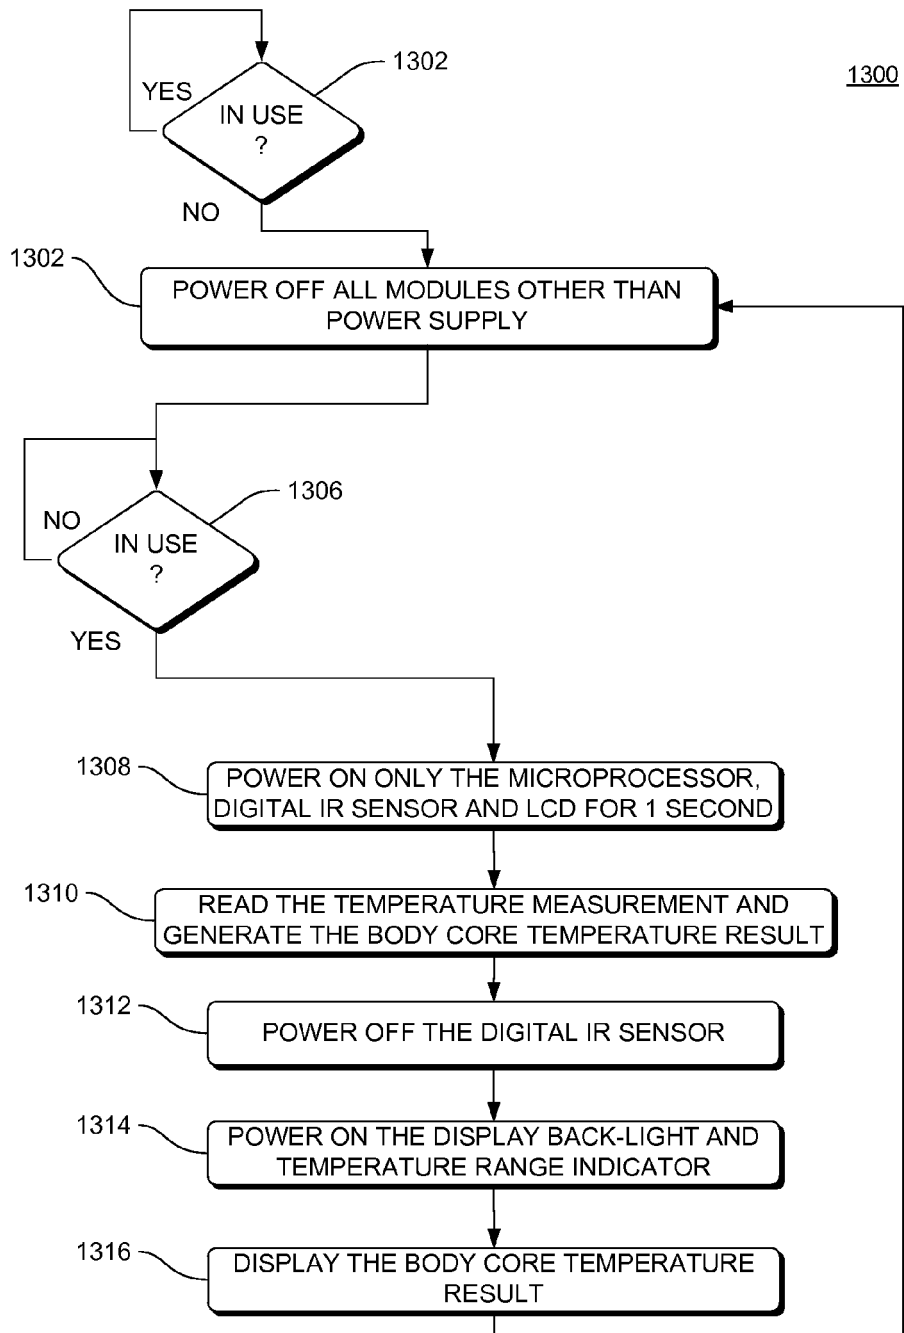 1302
1300
YES
IN USE
?
NO
1302
POWER OFF ALL MODULES OTHER THAN
POWER SUPPLY
1306
NO
IN USE
?
YES
1308
POWER ON ONLY THE MICROPROCESSOR,
DIGITAL IR SENSOR AND LCD FOR 1 SECOND
1310
READ THE TEMPERATURE MEASUREMENT AND
GENERATE THE BODY CORE TEMPERATURE RESULT
1312
POWER OFF THE DIGITAL IR SENSOR
1314
POWER ON THE DISPLAY BACK-LIGHT AND
TEMPERATURE RANGE INDICATOR
1316
DISPLAY THE BODY CORE TEMPERATURE
RESULT